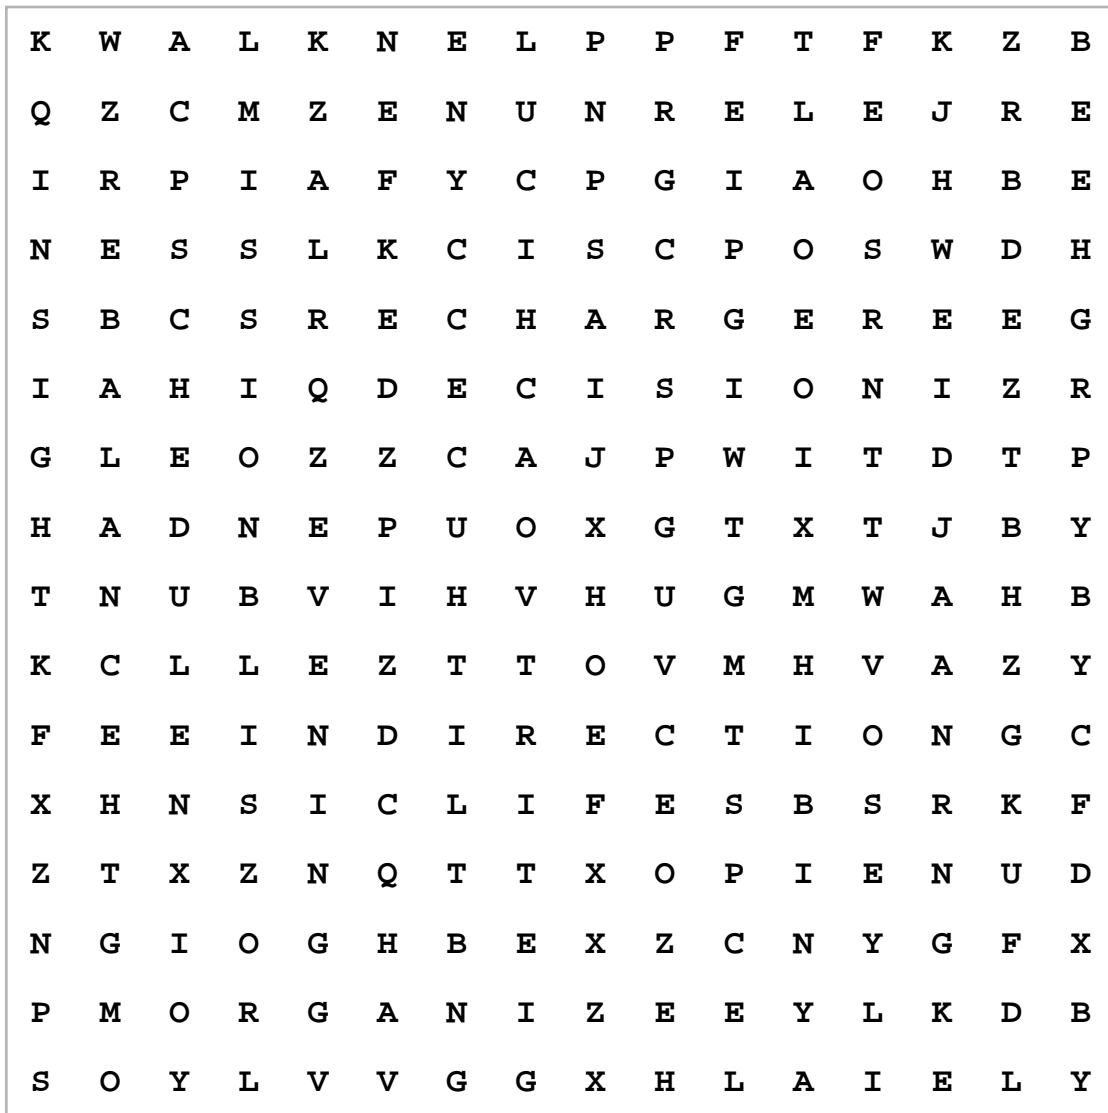 K W A L K N E L P P F T F K Z B
Q Z C M Z E N U N R E L E J R E
I R P I A F Y C P G I A O H B E
N E S S L K C I S C P O S W D H
S B C S R E C H A R G E R E E G
I A H I Q D E C I S I O N I Z R
G L E O Z Z C A J P W I T D T P
H A D N E P U O X G T X T J B Y
T N U B V I H V H U G M W A H B
K C L L E Z T T O V M H V A Z Y
F E E I N D I R E C T I O N G C
X H N S I C L I F E S B S R K F
Z T X Z N Q T T X O P I E N U D
N G I O G H B E X Z C N Y G F X
P M O R G A N I Z E E Y L K D B
S O Y L V V G G X H L A I E L Y